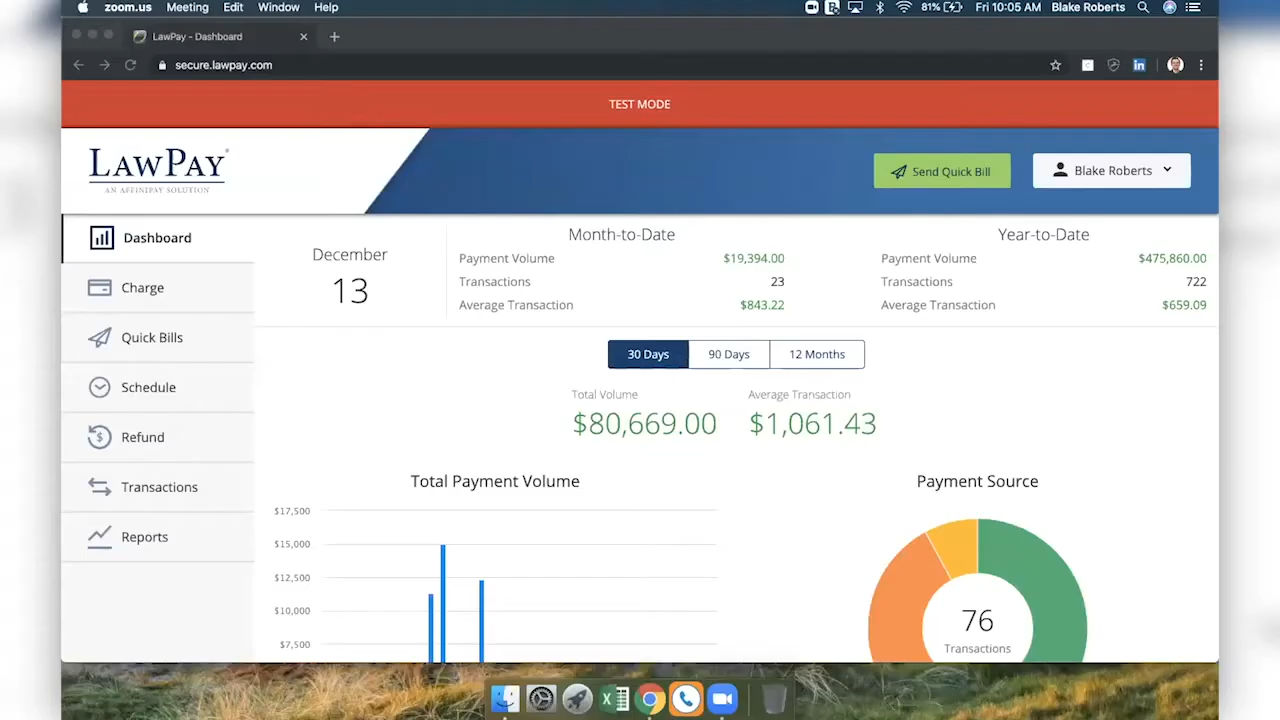 zoom.us Meeting Edit Window Help 81% Fri 10:05 AM Blake Roberts
LawPay - Dashboard
secure.lawpay.com
TEST MODE
LAWPAY®
AN AFFINIPAY SOLUTION
Send Quick Bill
Blake Roberts
Dashboard
Charge
Quick Bills
Schedule
Refund
Transactions
Reports
December
13
Month-to-Date
Payment Volume $19,394.00
Transactions 23
Average Transaction $843.22
Year-to-Date
Payment Volume $475,860.00
Transactions 722
Average Transaction $659.09
30 Days 90 Days 12 Months
Total Volume
$80,669.00
Average Transaction
$1,061.43
Total Payment Volume
$17,500
$15,000
$12,500
$10,000
$7,500
Payment Source
76
Transactions